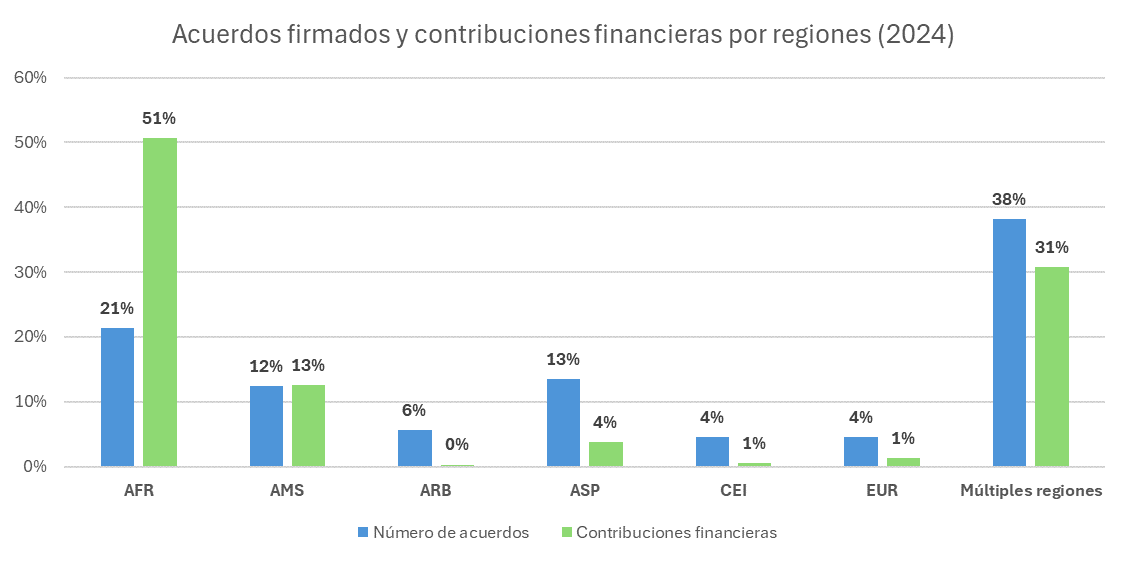 Acuerdos firmados y contribuciones financieras por regiones (2024)
60%
50%
40%
30%
20%
10%
0%
21%
51%
12%
13%
6%
0%
13%
4%
4%
1%
4%
1%
38%
31%
AFR
AMS
ARB
ASP
CEI
EUR
Múltiples regiones
Número de acuerdos
Contribuciones financieras